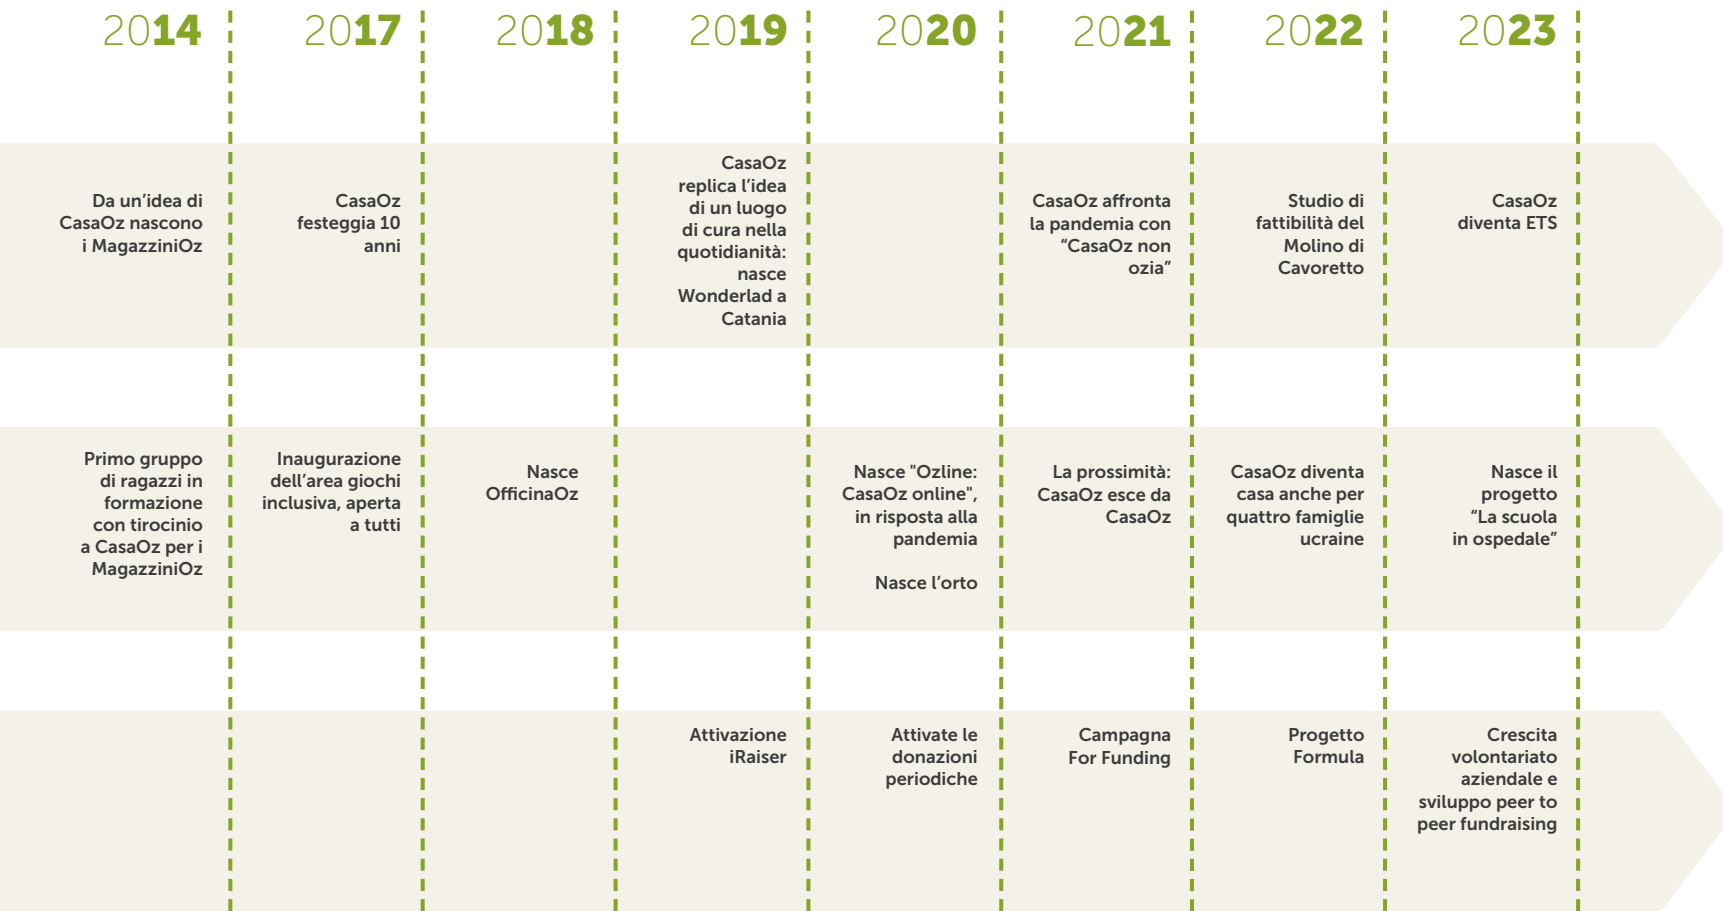 2014
2017
2018
2019
2020
2021
2022
2023
Da un’idea di
CasaOz nascono
i MagazziniOz
CasaOz
festeggia 10
anni
CasaOz
replica l’idea
di un luogo
di cura nella
quotidianità:
nasce
Wonderlad a
Catania
CasaOz affronta
la pandemia con
“CasaOz non
ozia”
Studio di
fattibilità del
Molino di
Cavoretto
CasaOz
diventa ETS
Primo gruppo
di ragazzi in
formazione
con tirocinio
a CasaOz per i
MagazziniOz
Inaugurazione
dell’area giochi
inclusiva, aperta
a tutti
Nasce
OfficinaOz
Nasce "Ozline:
CasaOz online",
in risposta alla
pandemia
Nasce l’orto
La prossimità:
CasaOz esce da
CasaOz
CasaOz diventa
casa anche per
quattro famiglie
ucraine
Nasce il
progetto
“La scuola
in ospedale”
Attivazione
iRaiser
Attivate le
donazioni
periodiche
Campagna
For Funding
Progetto
Formula
Crescita
volontariato
aziendale e
sviluppo peer to
peer fundraising